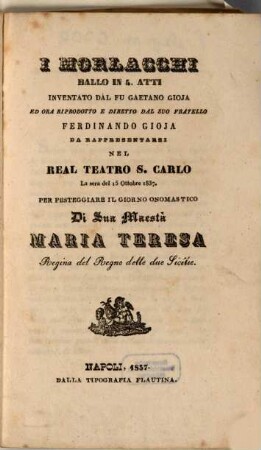 I MORLACCHI
BALLO IN 4. ATTI
INVENTATO DAL FU GAETANO GIOJA
ED ORA RIPRODOTTO E DIRETTO DAL SUO FRATELLO
FERDINANDO GIOJA
DA RAPPRESENTARSI
NEL
REAL TEATRO S. CARLO
La sera del 15 Ottobre 1837.
PER FESTEGGIARE IL GIORNO ONOMASTICO
Di Sua Maestà
MARIA TERESA
Regina del Regno delle due Sicilie.
NAPOLI, 1837.
DALLA TIPOGRAFIA FLAUTINA.